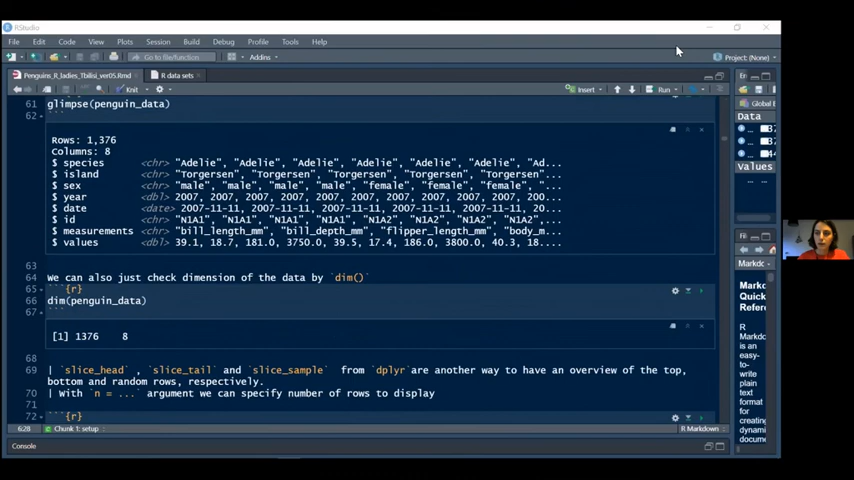 RStudio
File Edit Code View Plots Session Build Debug Profile Tools Help
Go to file/function Addins Project: (None)
Penguins_R_ladies_Tbilisi_ver05.Rmd R data sets
Knit Insert Run
61 glimpse(penguin_data)
62 ```
Rows: 1,376
Columns: 8
$ species <chr> "Adelie", "Adelie", "Adelie", "Adelie", "Adelie", "Adelie", "Ad...
$ island <chr> "Torgersen", "Torgersen", "Torgersen", "Torgersen", "Torgersen"...
$ sex <chr> "male", "male", "male", "male", "female", "female", "female", ...
$ year <dbl> 2007, 2007, 2007, 2007, 2007, 2007, 2007, 2007, 2007, 200...
$ date <date> 2007-11-11, 2007-11-11, 2007-11-11, 2007-11-11, 2007-11-11, 20...
$ id <chr> "N1A1", "N1A1", "N1A1", "N1A1", "N1A2", "N1A2", "N1A2", "N1A2",...
$ measurements <chr> "bill_length_mm", "bill_depth_mm", "flipper_length_mm", "body_m...
$ values <dbl> 39.1, 18.7, 181.0, 3750.0, 39.5, 17.4, 186.0, 3800.0, 40.3, 18....
63
64 we can also just check dimension of the data by `dim()`
65 ```{r}
66 dim(penguin_data)
67 ```
[1] 1376 8
68
69 | `slice_head` , `slice_tail` and `slice_sample` from `dplyr`are another way to have an overview of the top,
bottom and random rows, respectively.
70 | With `n = ...` argument we can specify number of rows to display
71
72 ```{r}
6:28 Chunk 1: setup R Markdown
Console
Global
Data
Values
Markdc
Mark
Quick
Refer
R
Markdo
is an
easy-
to-
write
plain
text
format
for
creating
dynami
docume